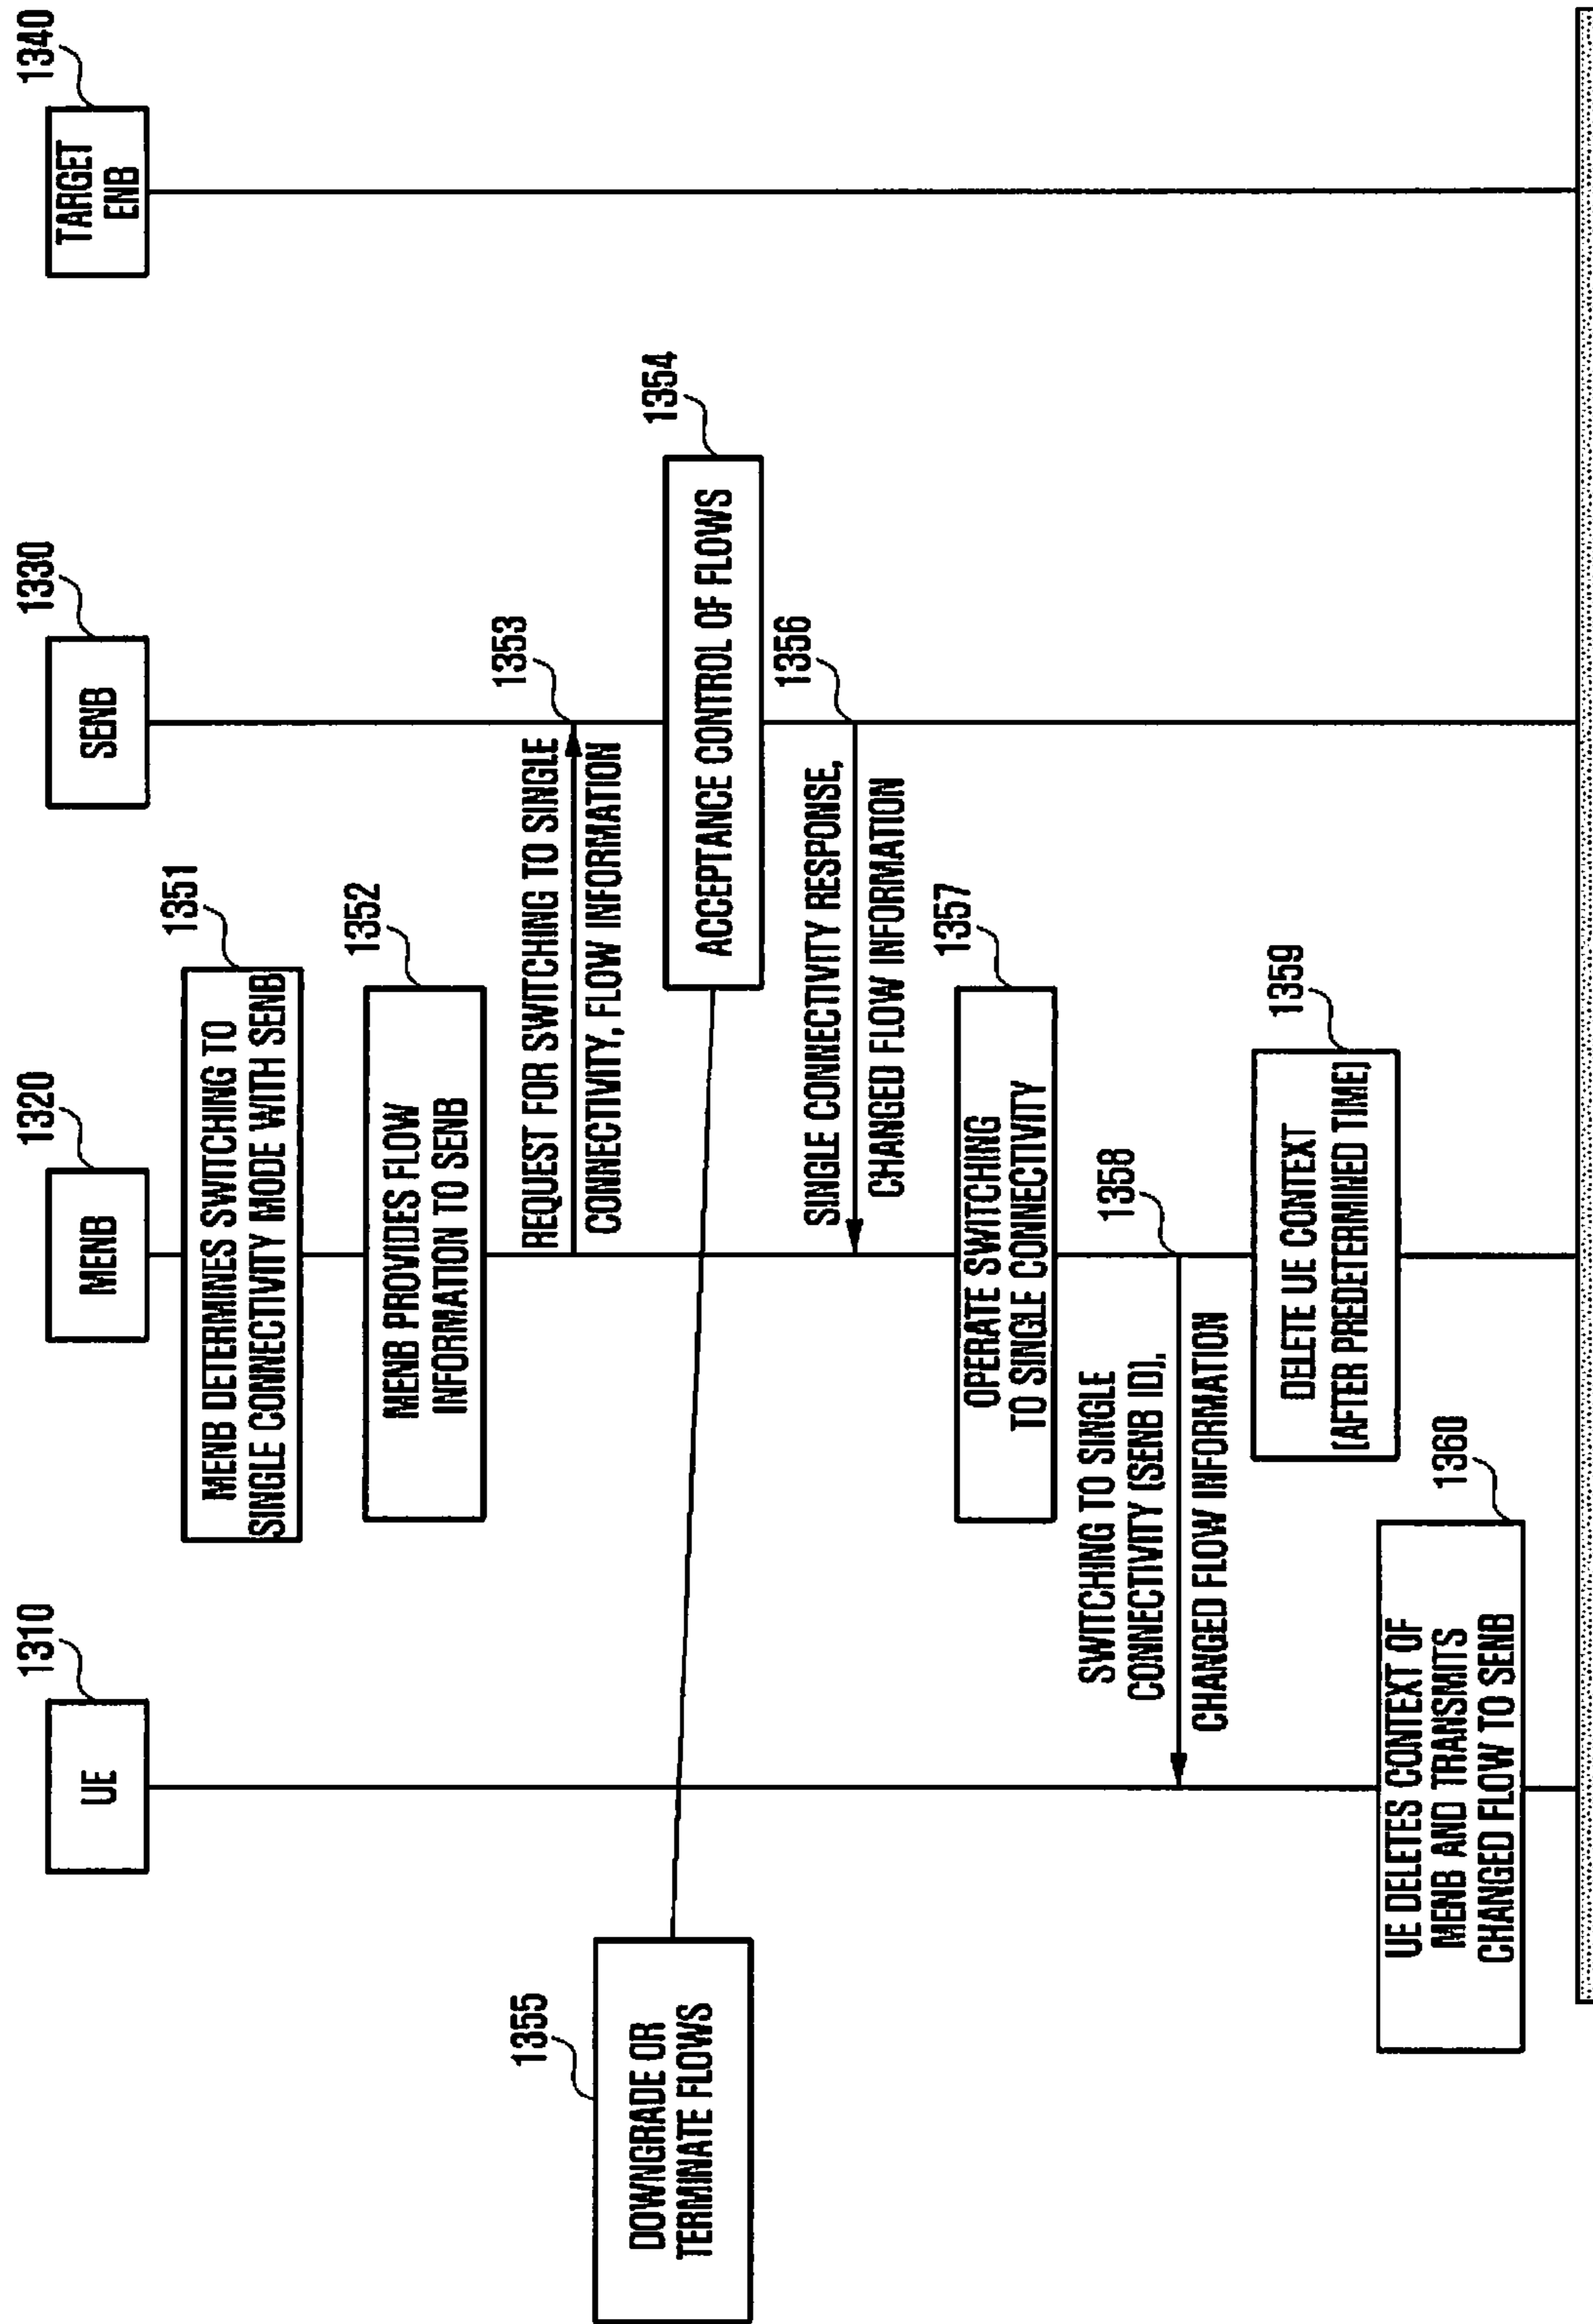 1310
UE
1320
MENB
1330
SENB
1340
TARGET
ENB
1351
MENB DETERMINES SWITCHING TO
SINGLE CONNECTIVITY MODE WITH SENB
1352
MENB PROVIDES FLOW
INFORMATION TO SENB
1353
REQUEST FOR SWITCHING TO SINGLE
CONNECTIVITY, FLOW INFORMATION
1354
ACCEPTANCE CONTROL OF FLOWS
1355
DOWNGRADE OR
TERMINATE FLOWS
1356
SINGLE CONNECTIVITY RESPONSE,
CHANGED FLOW INFORMATION
1357
OPERATE SWITCHING
TO SINGLE CONNECTIVITY
1358
SWITCHING TO SINGLE
CONNECTIVITY (SENB ID),
CHANGED FLOW INFORMATION
1359
DELETE UE CONTEXT
(AFTER PREDETERMINED TIME)
1360
UE DELETES CONTEXT OF
MENB AND TRANSMITS
CHANGED FLOW TO SENB